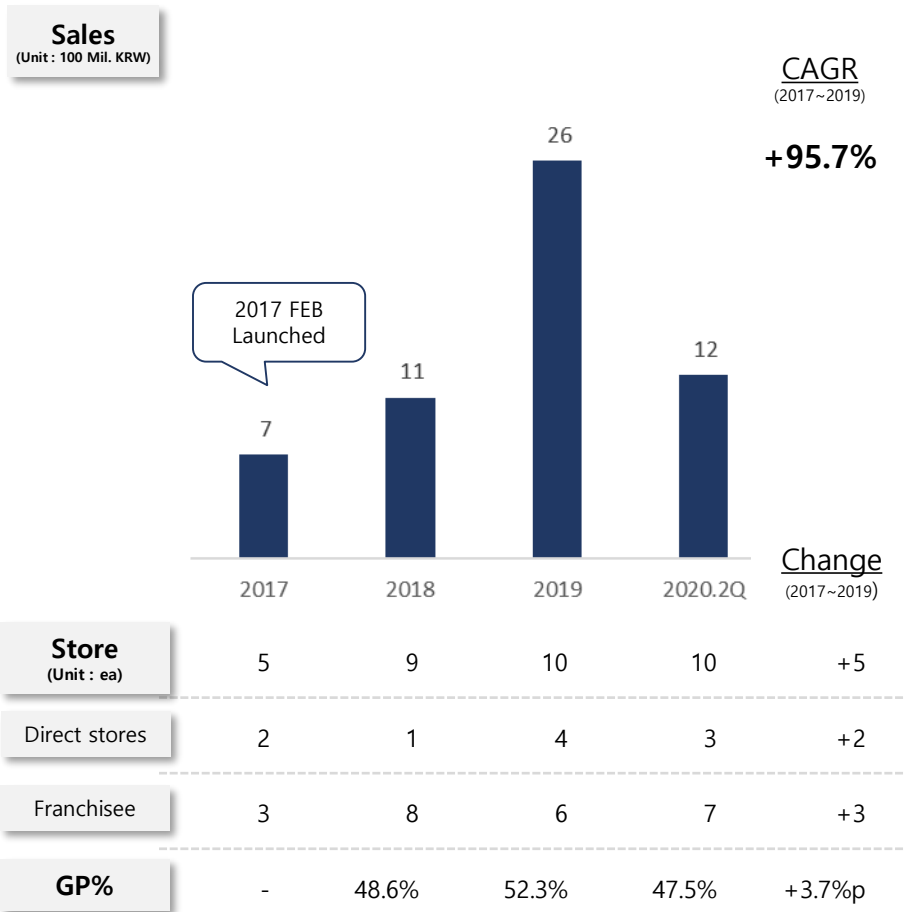 Sales
(Unit : 100 Mil. KRW)
CAGR
(2017~2019)
+95.7%
26
2017 FEB
Launched
12
11
7
2017 2018 2019 2020.2Q
Change
(2017~2019)
Store
(Unit : ea)
5 9 10 10 +5
Direct stores 2 1 4 3 +2
Franchisee 3 8 6 7 +3
GP% - 48.6% 52.3% 47.5% +3.7%p